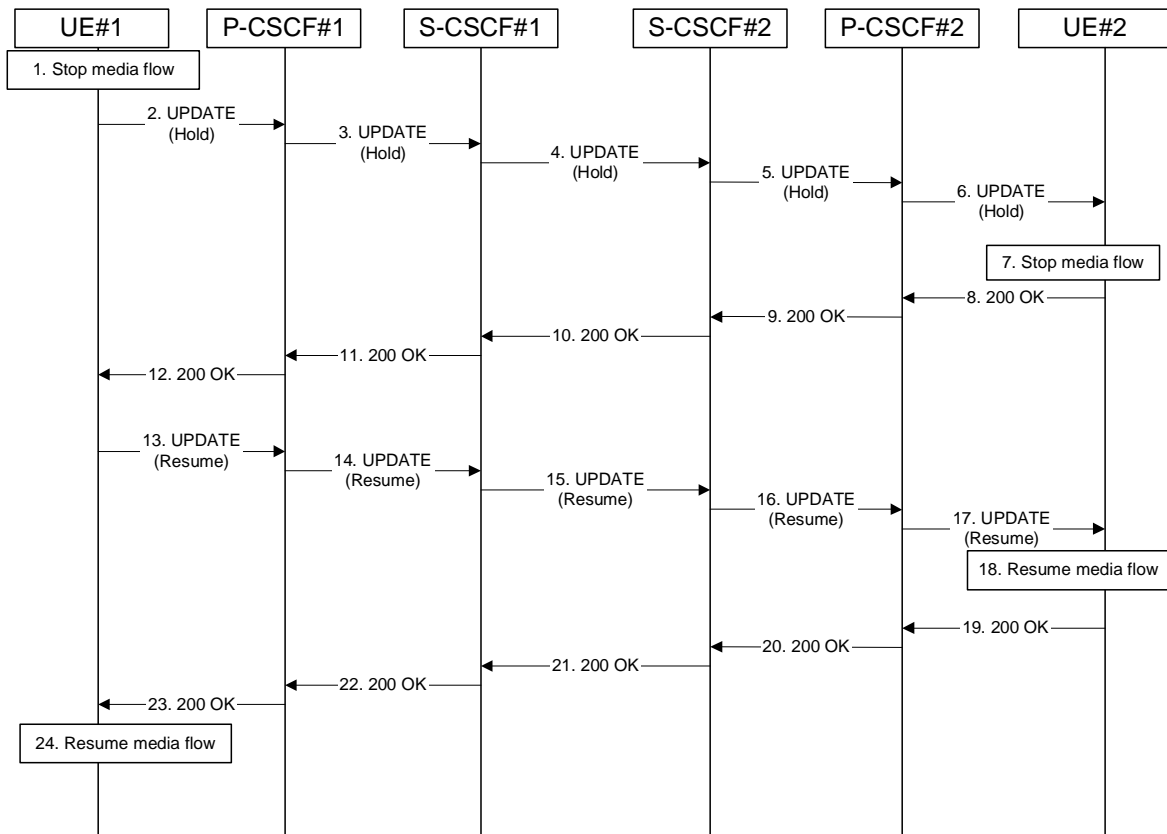 UE#1
P-CSCF#1
S-CSCF#1
S-CSCF#2
P-CSCF#2
UE#2
1. Stop media flow
2. UPDATE
(Hold)
3. UPDATE
(Hold)
4. UPDATE
(Hold)
5. UPDATE
(Hold)
6. UPDATE
(Hold)
7. Stop media flow
8. 200 OK
9. 200 OK
10. 200 OK
11. 200 OK
12. 200 OK
13. UPDATE
(Resume)
14. UPDATE
(Resume)
15. UPDATE
(Resume)
16. UPDATE
(Resume)
17. UPDATE
(Resume)
18. Resume media flow
19. 200 OK
20. 200 OK
21. 200 OK
22. 200 OK
23. 200 OK
24. Resume media flow